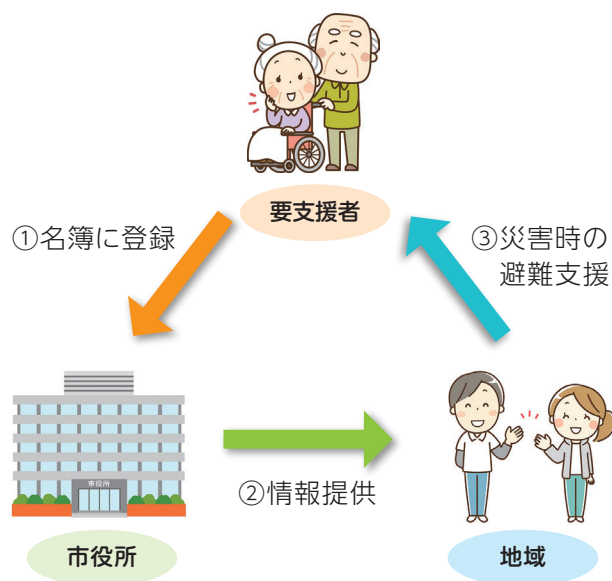 要支援者
①名簿に登録
③災害時の
避難支援
市役所
②情報提供
市役所
地域